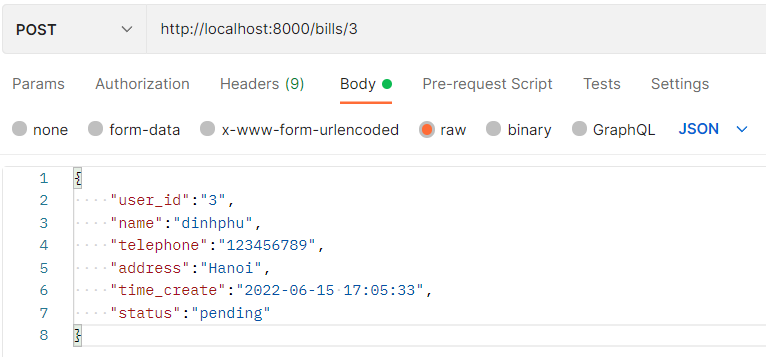 POST http://localhost:8000/bills/3
Params Authorization Headers (9) Body Pre-request Script Tests Settings
none form-data x-www-form-urlencoded raw binary GraphQL JSON
1 {
2 "user_id":"3",
3 "name":"dinhphu",
4 "telephone":"123456789",
5 "address":"Hanoi",
6 "time_create":"2022-06-15 17:05:33",
7 "status":"pending"
8 }